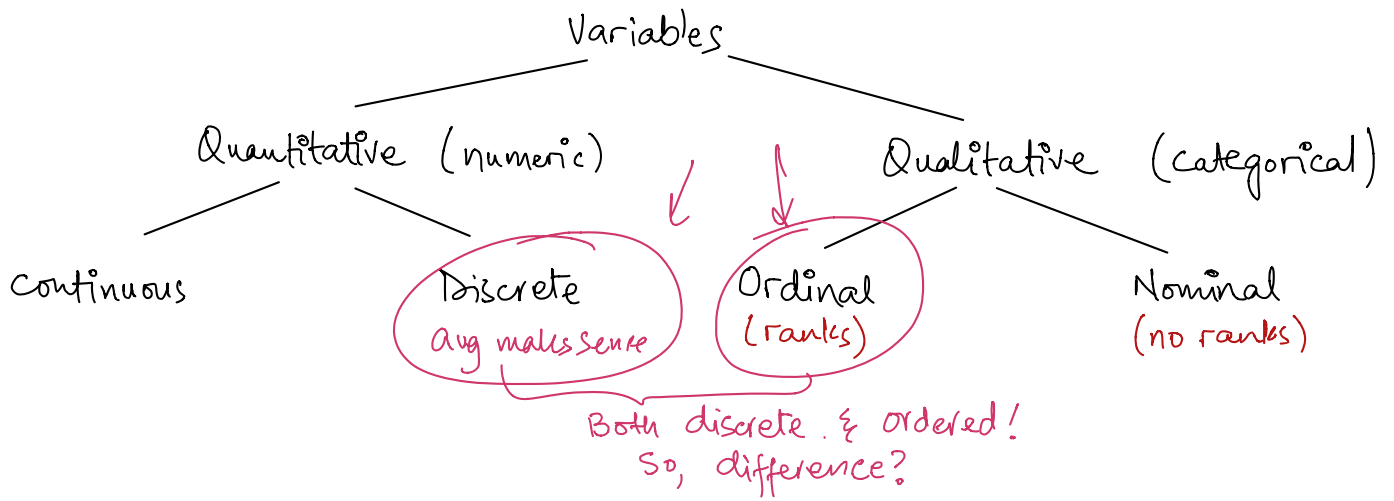 Variables
Quantitative (numeric)
Qualitative (categorical)
Continuous
Discrete
Ordinal
Nominal
avg makes sense
(ranks)
(no ranks)
Both discrete & ordered!
So, difference?